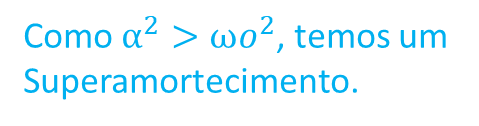 Como α² > ωo², temos um
Superamortecimento.